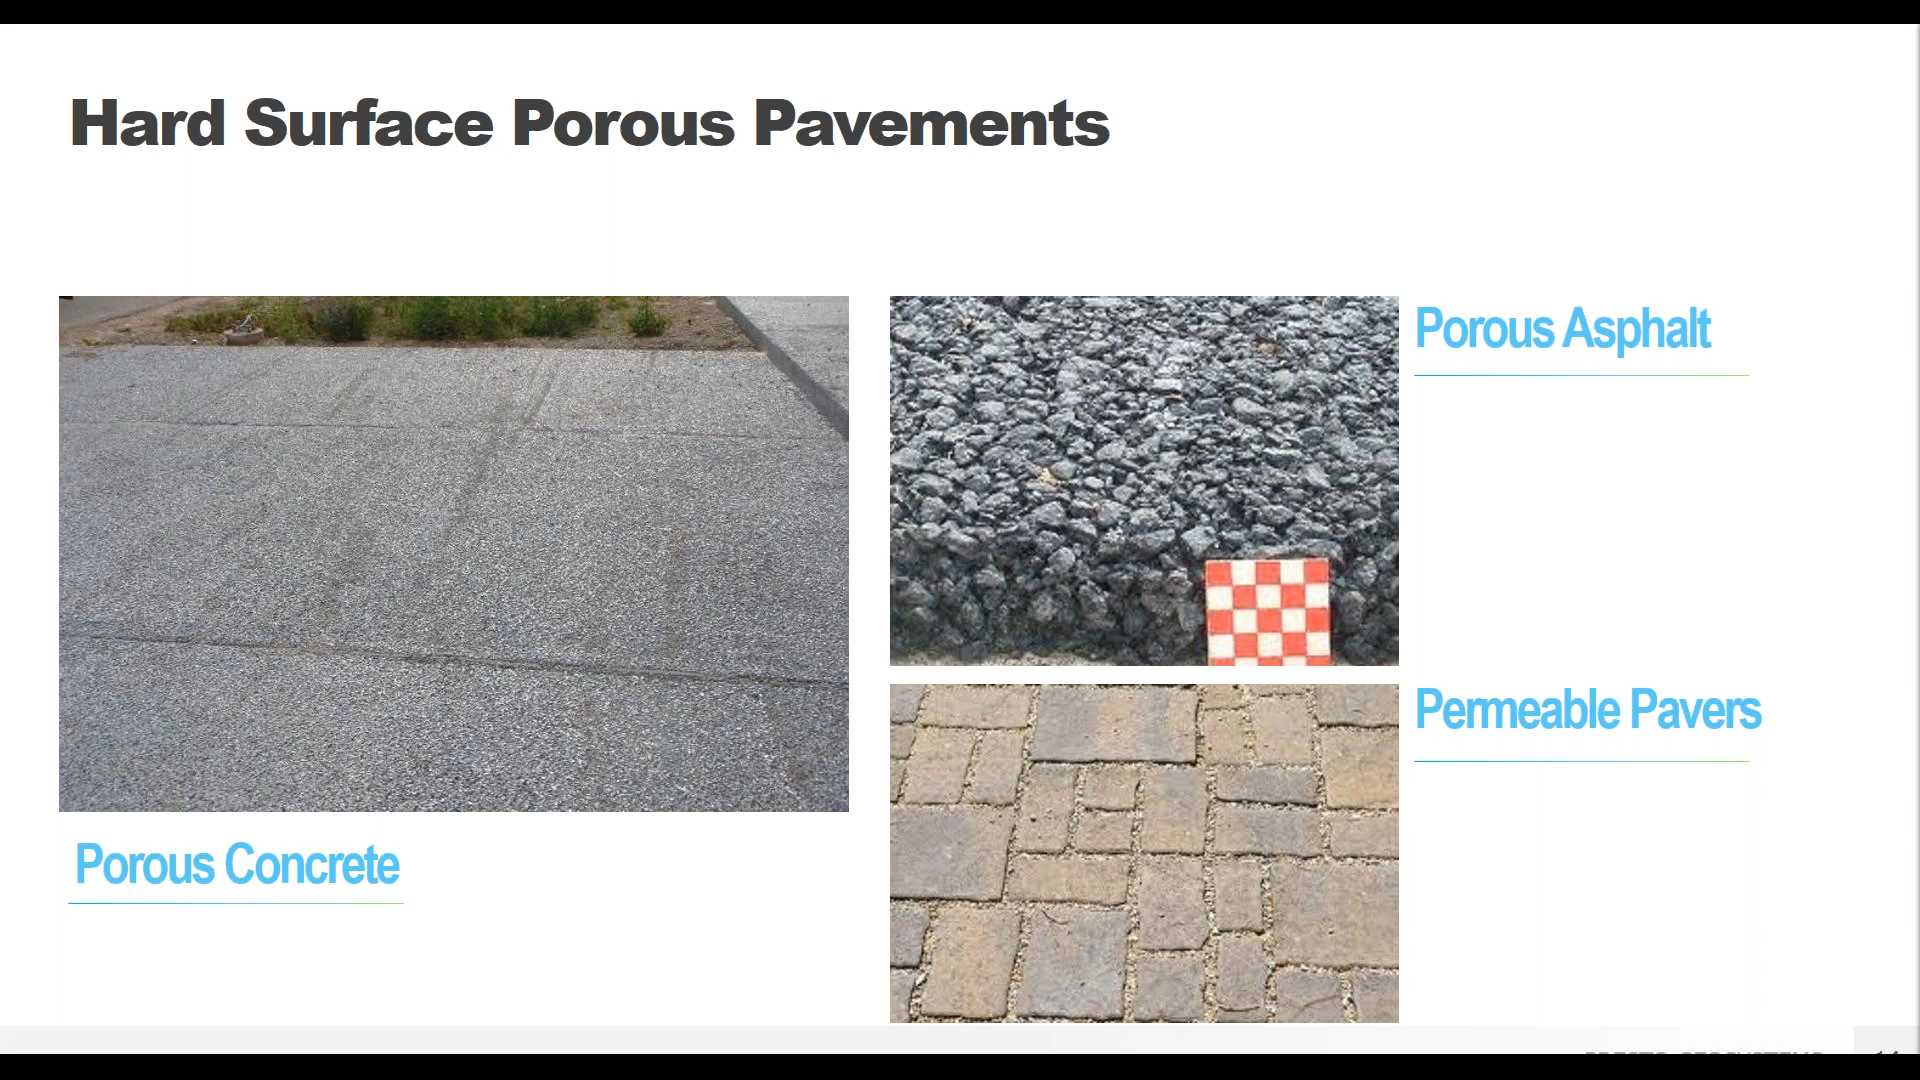 Hard Surface Porous Pavements
Porous Asphalt
Permeable Pavers
Porous Concrete